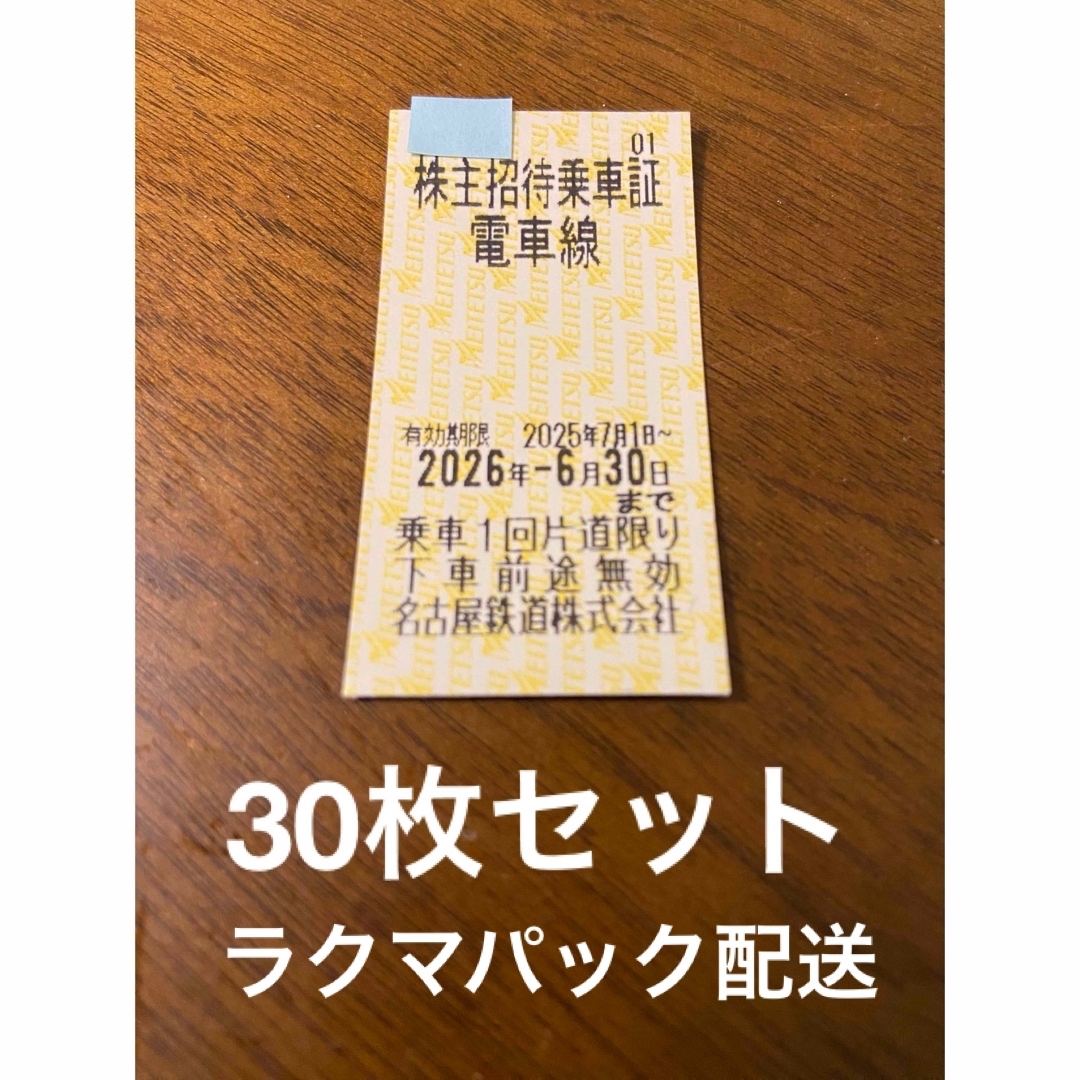 01
株主招待乗車証
電車線
有効期限 2025年7月1日~
2026年-6月30日
まで
乗車1回片道限り
下車前途無効
名古屋鉄道株式会社
30枚セット
ラクマパック配送